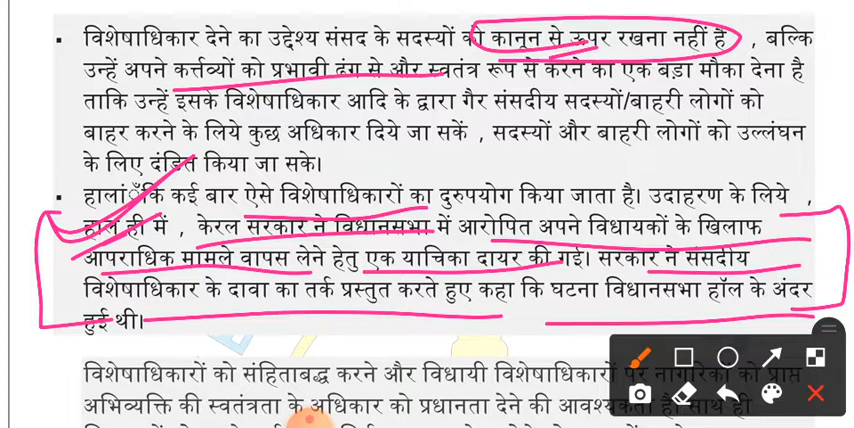 विशेषाधिकार देने का उद्देश्य संसद के सदस्यों को कानून से ऊपर रखना नहीं है , बल्कि
उन्हें अपने कर्त्तव्यों को प्रभावी ढंग से और स्वतंत्र रूप से करने का एक बड़ा मौका देना है
ताकि उन्हें इसके विशेषाधिकार आदि के द्वारा गैर संसदीय सदस्यों/बाहरी लोगों को
बाहर करने के लिये कुछ अधिकार दिये जा सकें , सदस्यों और बाहरी लोगों को उल्लंघन
के लिए दंडित किया जा सके।
हालांँकि कई बार ऐसे विशेषाधिकारों का दुरुपयोग किया जाता है। उदाहरण के लिये ,
हाल ही में , केरल सरकार ने विधानसभा में आरोपित अपने विधायकों के खिलाफ
आपराधिक मामले वापस लेने हेतु एक याचिका दायर की गई। सरकार ने संसदीय
विशेषाधिकार के दावा का तर्क प्रस्तुत करते हुए कहा कि घटना विधानसभा हॉल के अंदर
हुई थी।
विशेषाधिकारों को संहिताबद्ध करने और विधायी विशेषाधिकारों पर नागरिकों को प्राप्त
अभिव्यक्ति की स्वतंत्रता के अधिकार को प्रधानता देने की आवश्यकता है। साथ ही